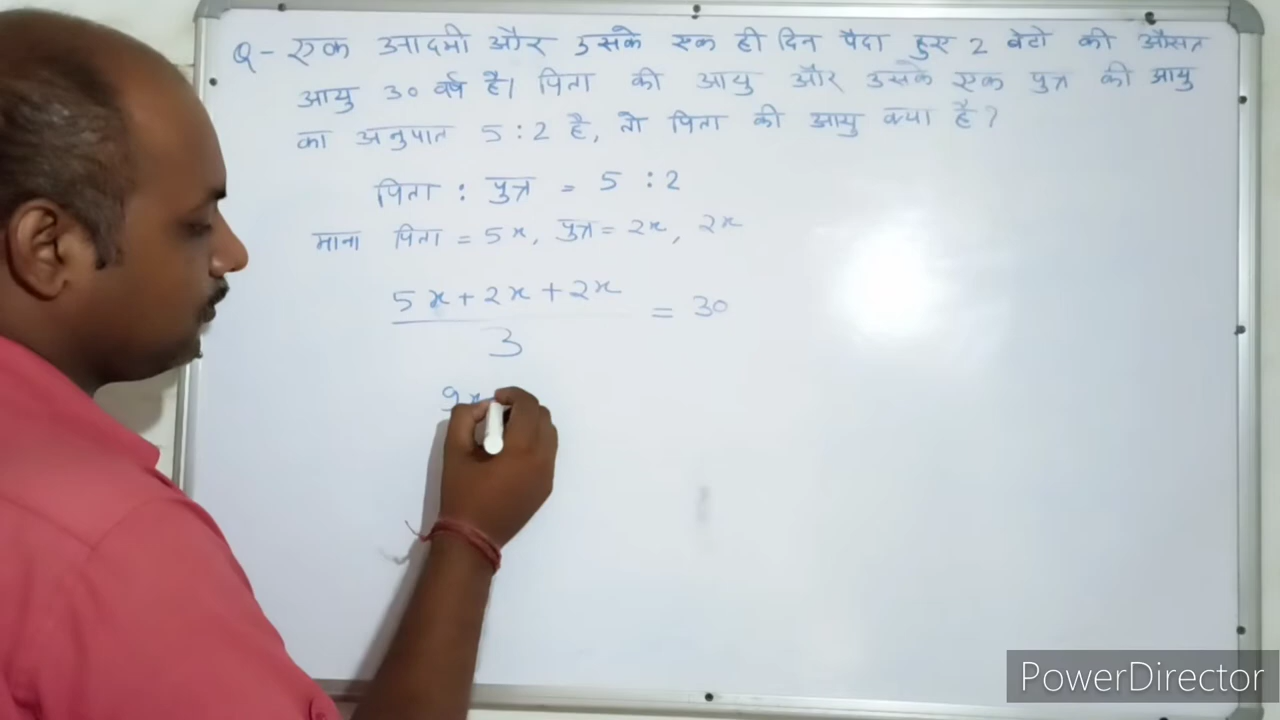 Q- एक आदमी और उसके एक ही दिन पैदा हुए 2 बेटो की औसत
आयु 30 वर्ष है। पिता की आयु और उसके एक पुत्र की आयु
का अनुपात 5:2 है, तो पिता की आयु क्या है?
पिता : पुत्र = 5 : 2
माना पिता = 5x, पुत्र = 2x, 2x
5x + 2x + 2x
= 30
3
9x
PowerDirector